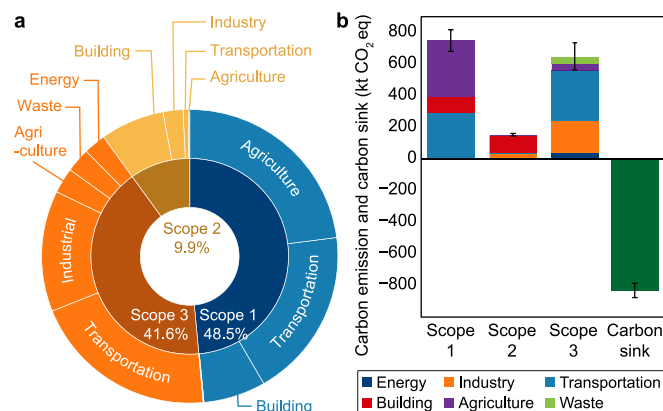 a
Industry
Building
Transportation
Agriculture
Energy
Waste
Agri
-culture
Agriculture
Industrial
Transportation
Scope 2
9.9%
Scope 3
41.6%
Scope 1
48.5%
Transportation
Building
b
Carbon emission and carbon sink (kt CO₂ eq)
800
600
400
200
0
−200
−400
−600
−800
Scope
1
Scope
2
Scope
3
Carbon
sink
Energy
Industry
Transportation
Building
Agriculture
Waste